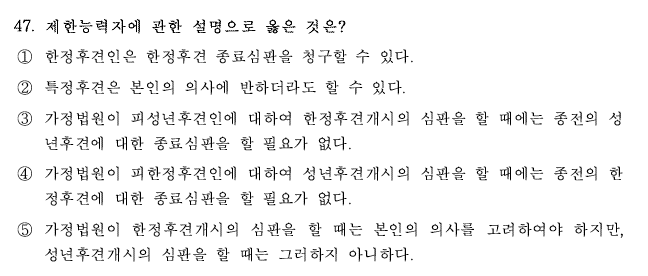 47. 제한능력자에 관한 설명으로 옳은 것은?
① 한정후견인은 한정후견 종료심판을 청구할 수 있다.
② 특정후견은 본인의 의사에 반하더라도 할 수 있다.
③ 가정법원이 피성년후견인에 대하여 한정후견개시의 심판을 할 때에는 종전의 성
년후견에 대한 종료심판을 할 필요가 없다.
④ 가정법원이 피한정후견인에 대하여 성년후견개시의 심판을 할 때에는 종전의 한
정후견에 대한 종료심판을 할 필요가 없다.
⑤ 가정법원이 한정후견개시의 심판을 할 때는 본인의 의사를 고려하여야 하지만,
성년후견개시의 심판을 할 때는 그러하지 아니하다.